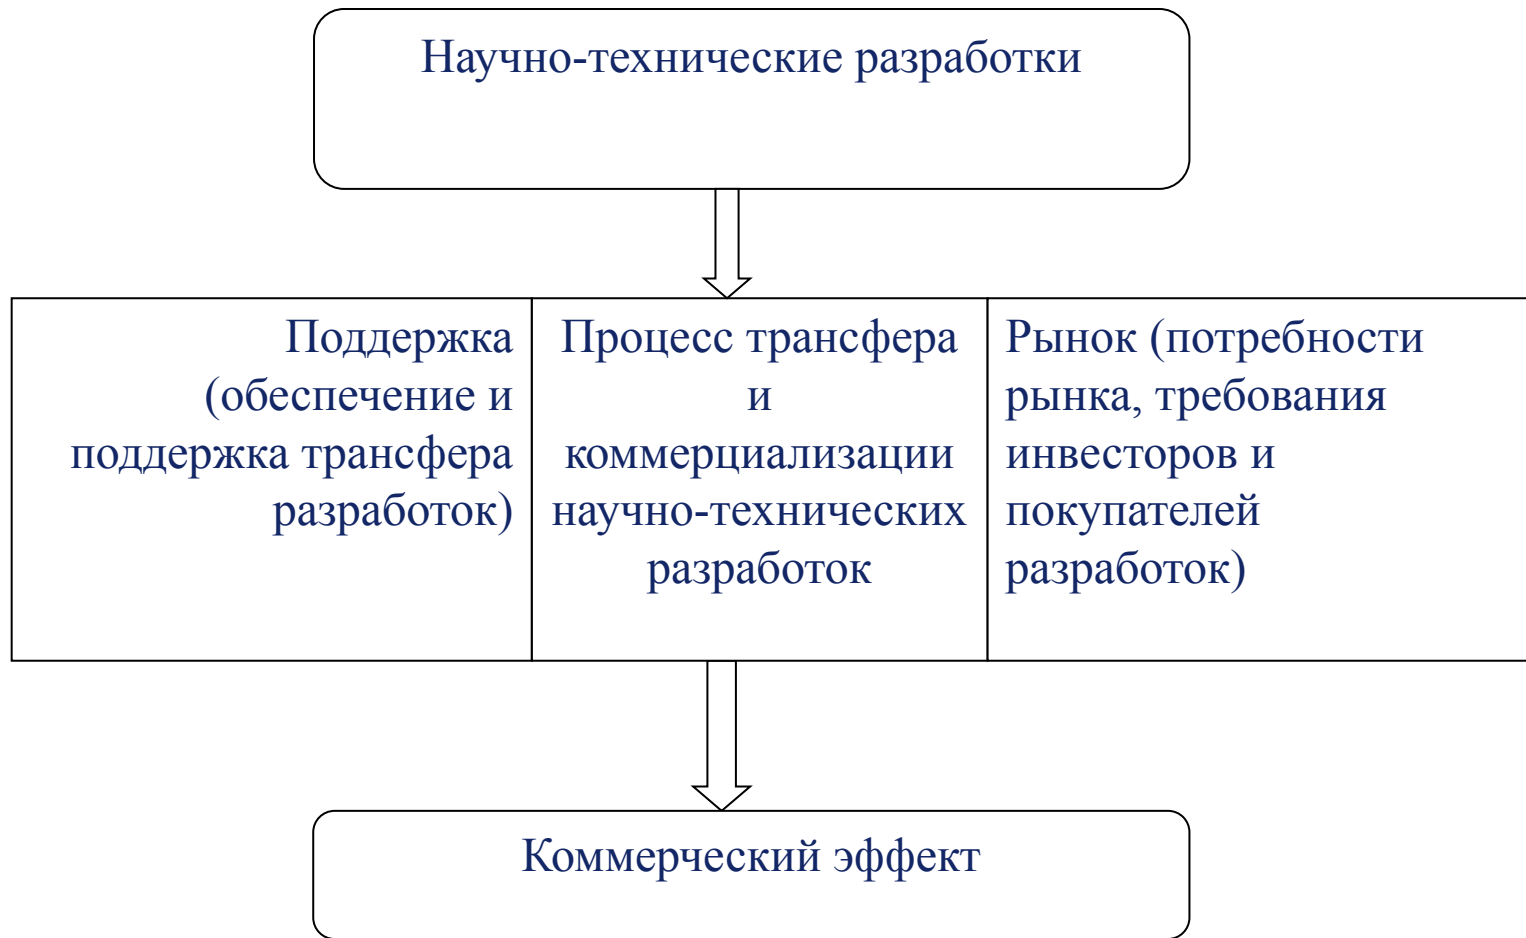 Научно-технические разработки
Поддержка
(обеспечение и
поддержка трансфера
разработок)
Процесс трансфера
и
коммерциализации
научно-технических
разработок
Рынок (потребности
рынка, требования
инвесторов и
покупателей
разработок)
Коммерческий эффект